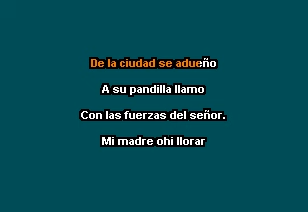 De la ciudad se adueño
A su pandilla llamo
Con las fuerzas del señor.
Mi madre ohi llorar